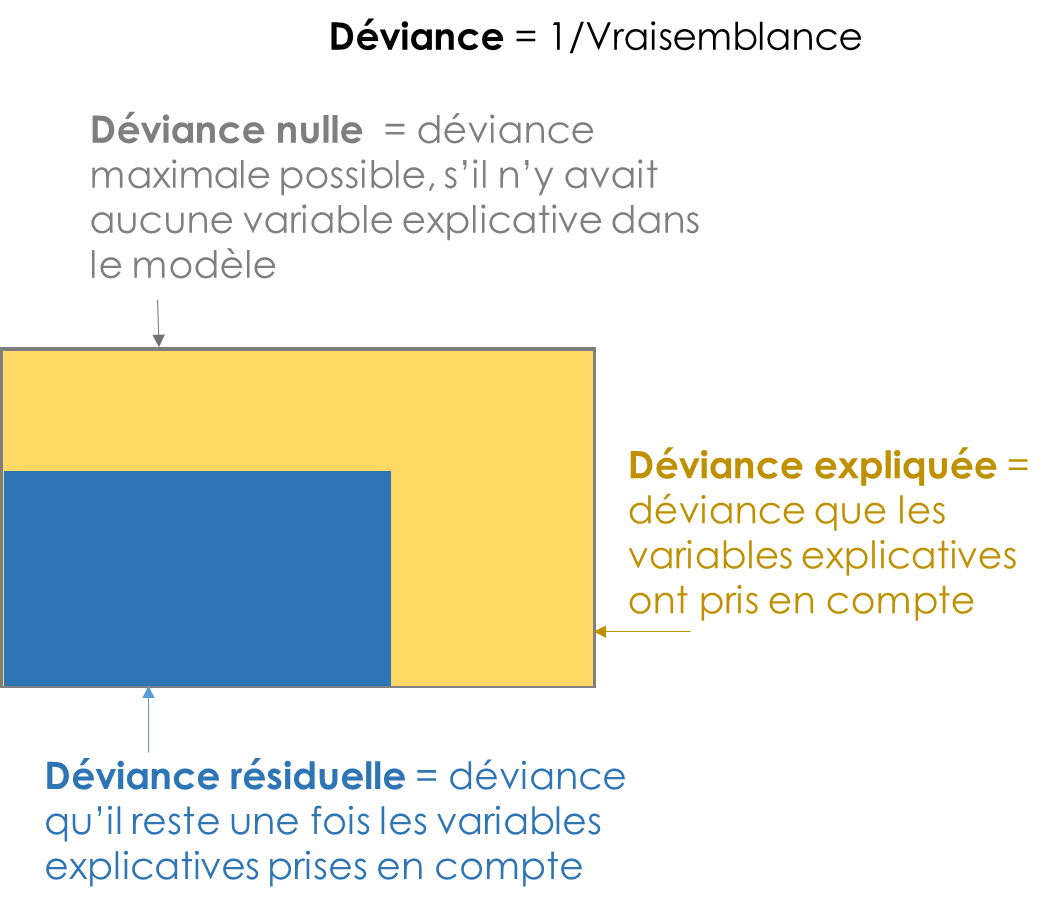 Déviance = 1/Vraisemblance
Déviance nulle = déviance
maximale possible, s’il n’y avait
aucune variable explicative dans
le modèle
Déviance expliquée =
déviance que les
variables explicatives
ont pris en compte
Déviance résiduelle = déviance
qu’il reste une fois les variables
explicatives prises en compte